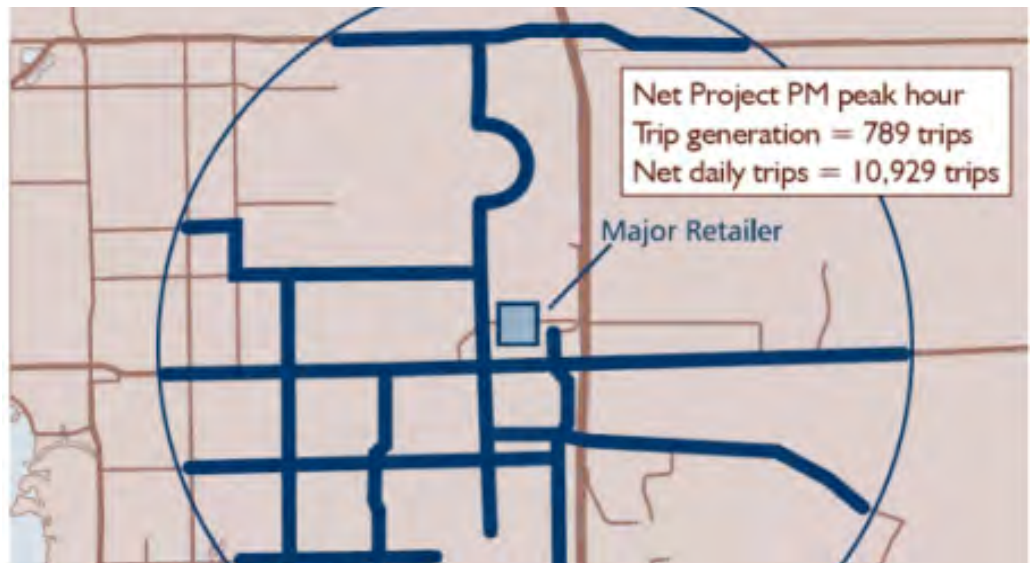 Net Project PM peak hour
Trip generation = 789 trips
Net daily trips = 10,929 trips
Major Retailer